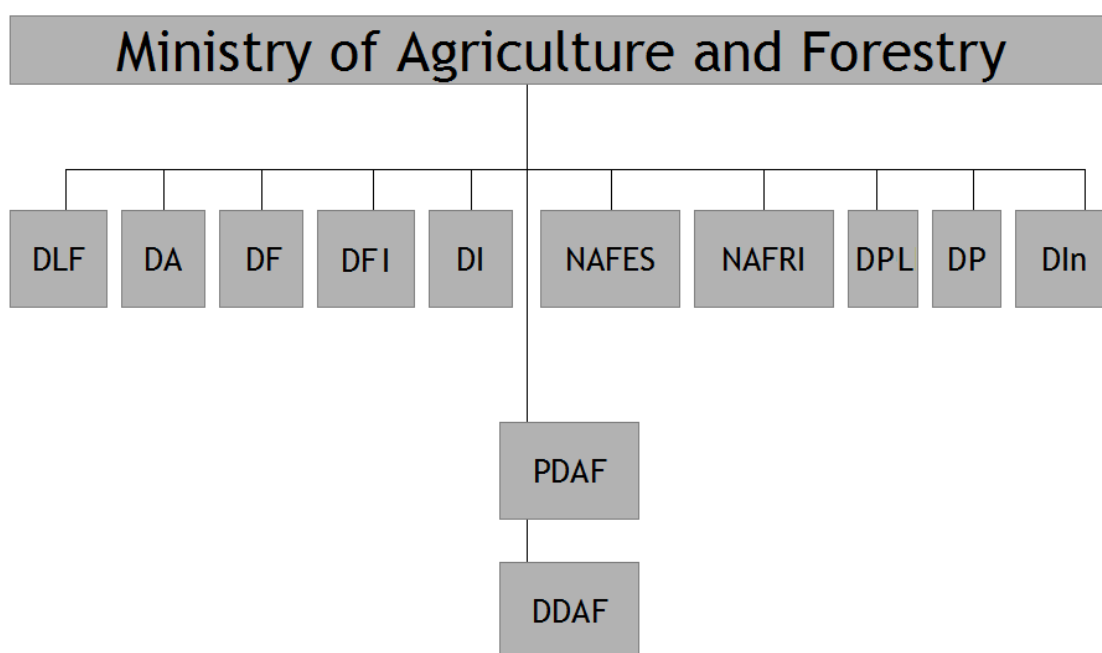 Ministry of Agriculture and Forestry
DLF DA DF DFI DI NAFES NAFRI DPL DP DIn
PDAF
DDAF